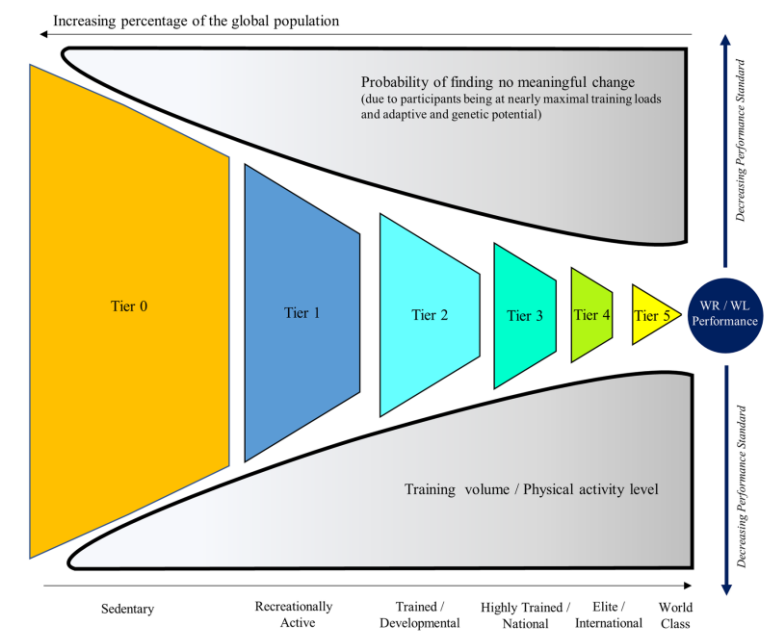 Increasing percentage of the global population
Probability of finding no meaningful change
(due to participants being at nearly maximal training loads
and adaptive and genetic potential)
Decreasing Performance Standard
Tier 0
Tier 1
Tier 2
Tier 3
Tier 4
Tier 5
WR / WL
Performance
Training volume / Physical activity level
Decreasing Performance Standard
Sedentary
Recreationally
Active
Trained /
Developmental
Highly Trained /
National
Elite /
International
World
Class